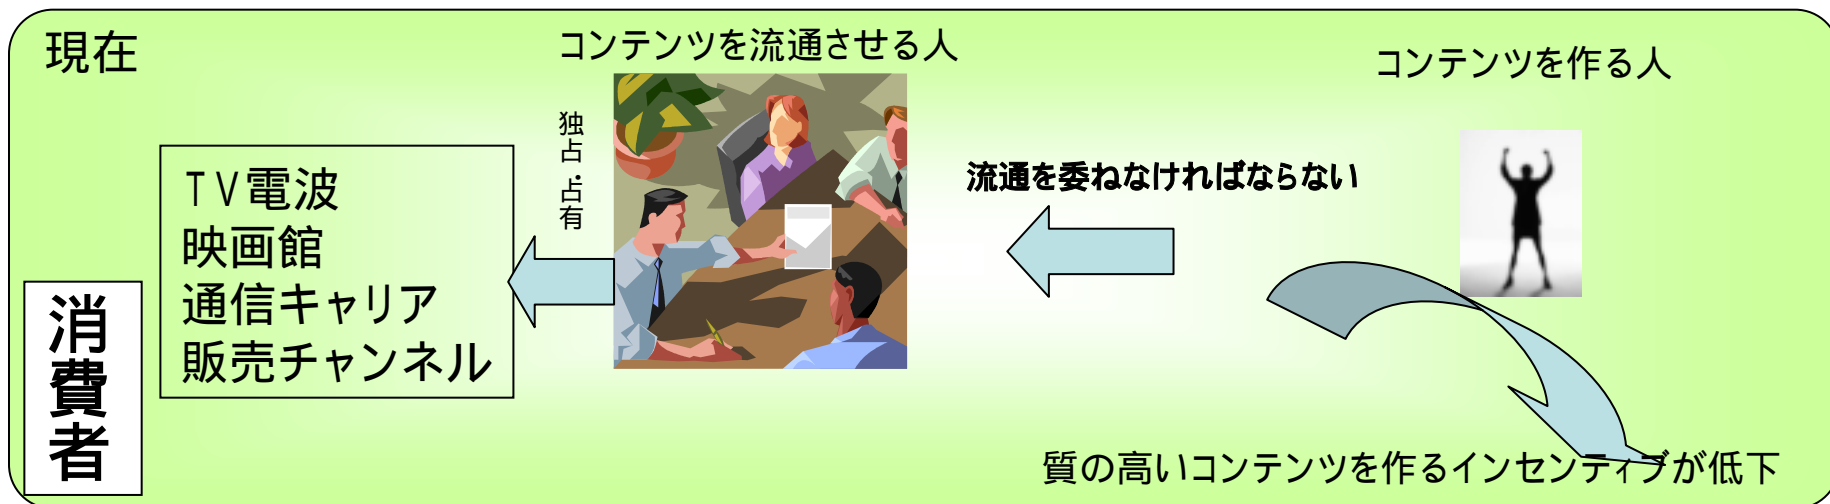 現在
コンテンツを流通させる人
コンテンツを作る人
独占・占有
流通を委ねなければならない
TV電波
映画館
通信キャリア
販売チャンネル
消費者
質の高いコンテンツを作るインセンティブが低下